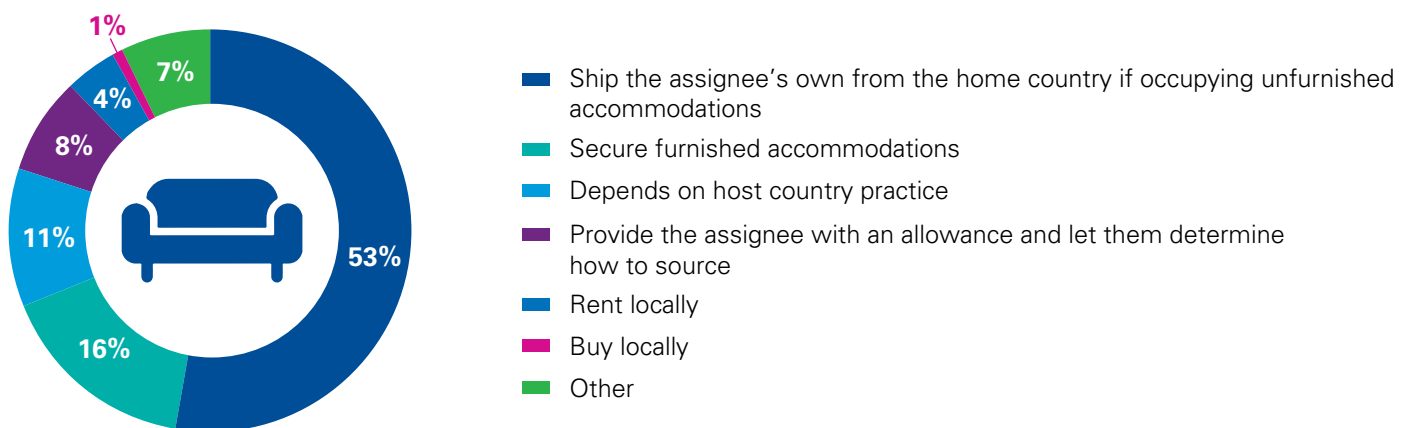 1%
7%
4%
8%
11%
16%
53%
Ship the assignee's own from the home country if occupying unfurnished
accommodations
Secure furnished accommodations
Depends on host country practice
Provide the assignee with an allowance and let them determine
how to source
Rent locally
Buy locally
Other